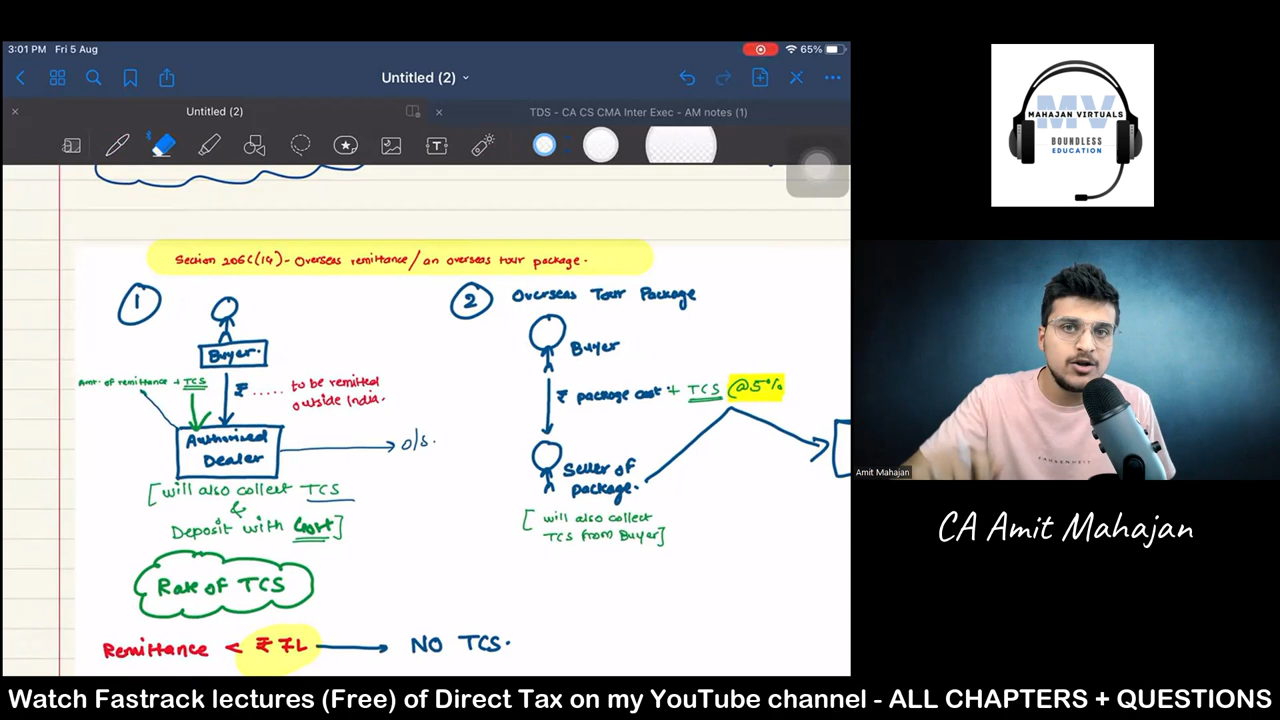 3:01 PM Fri 5 Aug
65%
Untitled (2)
Untitled (2)
TDS - CA CS CMA Inter Exec - AM notes (1)
Section 206C(1G) - Overseas remittance/an overseas tour package.
1
Buyer.
Amt. of remittance + TCS
₹ ..... to be remitted
outside India.
Authorised
Dealer
O/S.
[will also collect TCS
&
Deposit with Govt]
Rate of TCS
Remittance < ₹ 7L
NO TCS.
2 Overseas Tour Package
Buyer
₹ package cost + TCS @5%
Seller of
package.
[will also collect
TCS from Buyer]
MV
MAHAJAN VIRTUALS
BOUNDLESS
EDUCATION
FAHRENHEIT
Amit Mahajan
CA Amit Mahajan
Watch Fastrack lectures (Free) of Direct Tax on my YouTube channel - ALL CHAPTERS + QUESTIONS